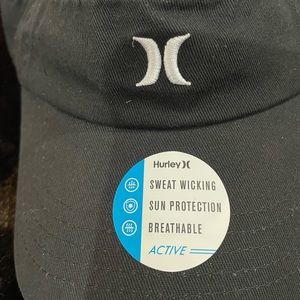 Hurley
SWEAT WICKING
SUN PROTECTION
BREATHABLE
ACTIVE